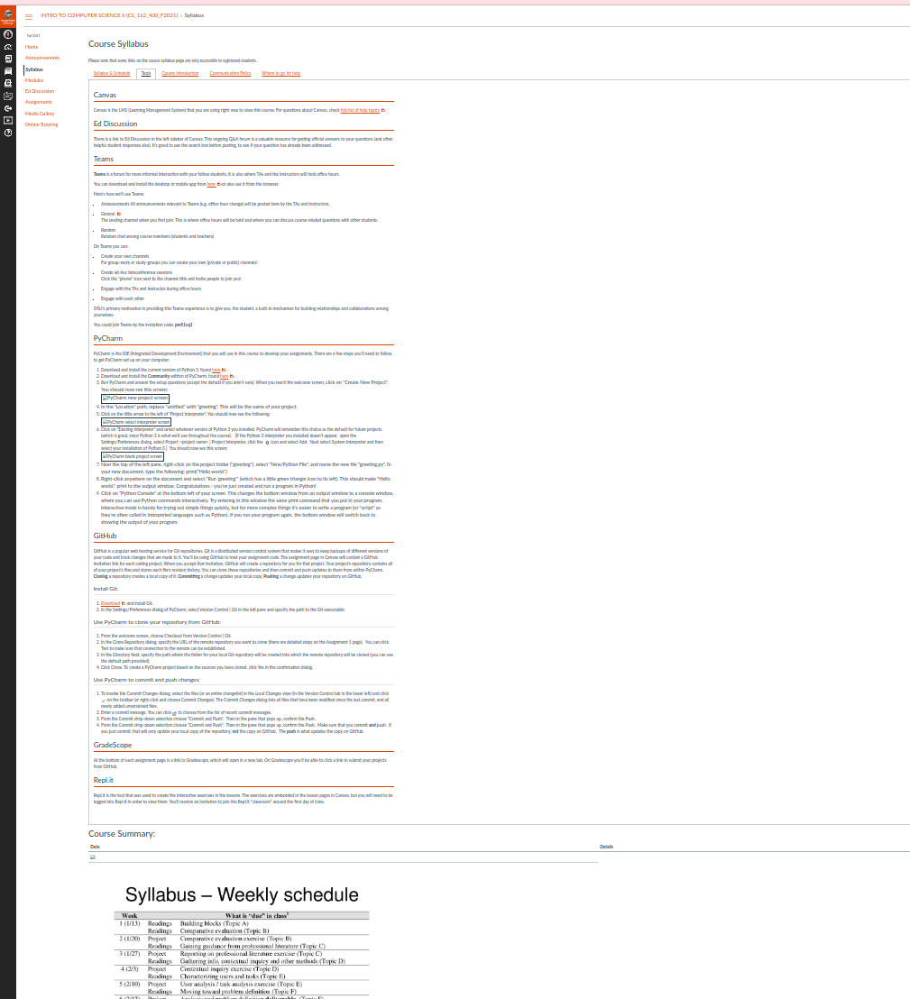 INTRO TO COMPUTER SCIENCE II (CS_162_400_F2021) › Syllabus
Fall 2021
Home
Announcements
Syllabus
Modules
Ed Discussion
Assignments
Media Gallery
Online Tutoring
Course Syllabus
Please note that some links on the course syllabus page are only accessible to registered students.
Syllabus & Schedule Tools Course Introduction Communication Policy Where to go for help
Canvas
Canvas is the LMS (Learning Management System) that you are using right now to view this course. For questions about Canvas, check this list of help topics.
Ed Discussion
There is a link to Ed Discussion in the left sidebar of Canvas. This ongoing Q&A forum is a valuable resource for getting official answers to your questions (and often
helpful student responses also). It's good to use the search box before posting, to see if your question has already been addressed.
Teams
Teams is a forum for more informal interaction with your fellow students. It is also where TAs and the instructors will hold office hours.
You can download and install the desktop or mobile app from here or also use it from the browser.
Here's how we'll use Teams:
• Announcements All announcements relevant to Teams (e.g. office hour change) will be posted here by the TAs and Instructors.
• General
The landing channel when you first join. This is where office hours will be held and where you can discuss course-related questions with other students.
• Random
Random chat among course members (students and teachers)
On Teams you can:
• Create your own channels
For group-work or study-groups you can create your own (private or public) channels!
• Create ad-hoc teleconference sessions
Click the "phone" icon next to the channel title and invite people to join you!
• Engage with the TAs and Instructor during office hours
• Engage with each other
OSU's primary motivation in providing this Teams experience is to give you, the student, a built-in mechanism for building relationships and collaborations among
yourselves.
You could join Teams by the invitation code: pm51cq1
PyCharm
PyCharm is the IDE (Integrated Development Environment) that you will use in this course to develop your assignments. There are a few steps you'll need to follow
to get PyCharm set up on your computer:
1. Download and install the current version of Python 3, found here.
2. Download and install the Community edition of PyCharm, found here.
3. Run PyCharm and answer the setup questions (accept the default if you aren't sure). When you reach the welcome screen, click on "Create New Project".
You should now see this screen:
PyCharm new project screen
4. In the "Location" path, replace "untitled" with "greeting". This will be the name of your project.
5. Click on the little arrow to the left of "Project Interpreter". You should now see the following:
PyCharm select interpreter screen
6. Click on "Existing interpreter" and select whatever version of Python 3 you installed. PyCharm will remember this choice as the default for future projects
(which is good, since Python 3 is what we'll use throughout the course). [If the Python 3 interpreter you installed doesn't appear, open the
Settings/Preferences dialog, select Project <project name> | Project Interpreter, click the icon and select Add. Next select System Interpreter and then
select your installation of Python 3.] You should now see this screen:
PyCharm blank project screen
7. Near the top of the left pane, right-click on the project folder ("greeting"), select "New/Python File", and name the new file "greeting.py". In
your new document, type the following: print("Hello world.")
8. Right-click anywhere on the document and select "Run 'greeting'" (which has a little green triangle icon to its left). This should make "Hello
world." print to the output window. Congratulations - you've just created and run a program in Python!
9. Click on "Python Console" at the bottom left of your screen. This changes the bottom window from an output window to a console window,
where you can use Python commands interactively. Try entering in this window the same print command that you put in your program.
Interactive mode is handy for trying out simple things quickly, but for more complex things it's easier to write a program (or "script" as
they're often called in interpreted languages such as Python). If you run your program again, the bottom window will switch back to
showing the output of your program.
GitHub
GitHub is a popular web hosting service for Git repositories. Git is a distributed version control system that makes it easy to keep backups of different versions of
your code and track changes that are made to it. You'll be using GitHub to host your assignment code. The assignment page in Canvas will contain a GitHub
invitation link for each coding project. When you accept that invitation, GitHub will create a repository for you for that project. Your project's repository contains all
of your project's files and stores each file's revision history. You can clone these repositories and then commit and push updates to them from within PyCharm.
Cloning a repository creates a local copy of it. Committing a change updates your local copy. Pushing a change updates your repository on GitHub.
Install Git:
1. Download and install Git.
2. In the Settings/Preferences dialog of PyCharm, select Version Control | Git in the left pane and specify the path to the Git executable.
Use PyCharm to clone your repository from GitHub:
1. From the welcome screen, choose Checkout from Version Control | Git.
2. In the Clone Repository dialog, specify the URL of the remote repository you want to clone (there are detailed steps on the Assignment 1 page). You can click
Test to make sure that connection to the remote can be established.
3. In the Directory field, specify the path where the folder for your local Git repository will be created into which the remote repository will be cloned (you can use
the default path provided).
4. Click Clone. To create a PyCharm project based on the sources you have cloned, click Yes in the confirmation dialog.
Use PyCharm to commit and push changes:
1. To invoke the Commit Changes dialog, select the files (or an entire changelist) in the Local Changes view (in the Version Control tab in the lower left) and click
on the toolbar (or right-click and choose Commit Changes). The Commit Changes dialog lists all files that have been modified since the last commit, and all
newly added unversioned files.
2. Enter a commit message. You can click to choose from the list of recent commit messages.
3. From the Commit drop-down selection choose "Commit and Push". Then in the pane that pops up, confirm the Push.
4. From the Commit drop-down selection choose "Commit and Push". Then in the pane that pops up, confirm the Push. Make sure that you commit and push. If
you just commit, that will only update your local copy of the repository, not the copy on GitHub. The push is what updates the copy on GitHub.
GradeScope
At the bottom of each assignment page is a link to Gradescope, which will open in a new tab. On Gradescope you'll be able to click a link to submit your projects
from GitHub.
Repl.it
Repl.it is the tool that was used to create the interactive exercises in the lessons. The exercises are embedded in the lesson pages in Canvas, but you will need to be
logged into Repl.it in order to view them. You'll receive an invitation to join the Repl.it "classroom" around the first day of class.
Course Summary:
Date Details
Syllabus – Weekly schedule
Week What is "due" in class1
1 (1/13) Readings Building blocks (Topic A)
Readings Comparative evaluation (Topic B)
2 (1/20) Project Comparative evaluation exercise (Topic B)
Readings Gaining guidance from professional literature (Topic C)
3 (1/27) Project Reporting on professional literature exercise (Topic C)
Readings Gathering info, contextual inquiry and other methods (Topic D)
4 (2/3) Project Contextual inquiry exercise (Topic D)
Readings Characterizing users and tasks (Topic E)
5 (2/10) Project User analysis / task analysis exercise (Topic E)
Readings Moving toward problem definition (Topic F)